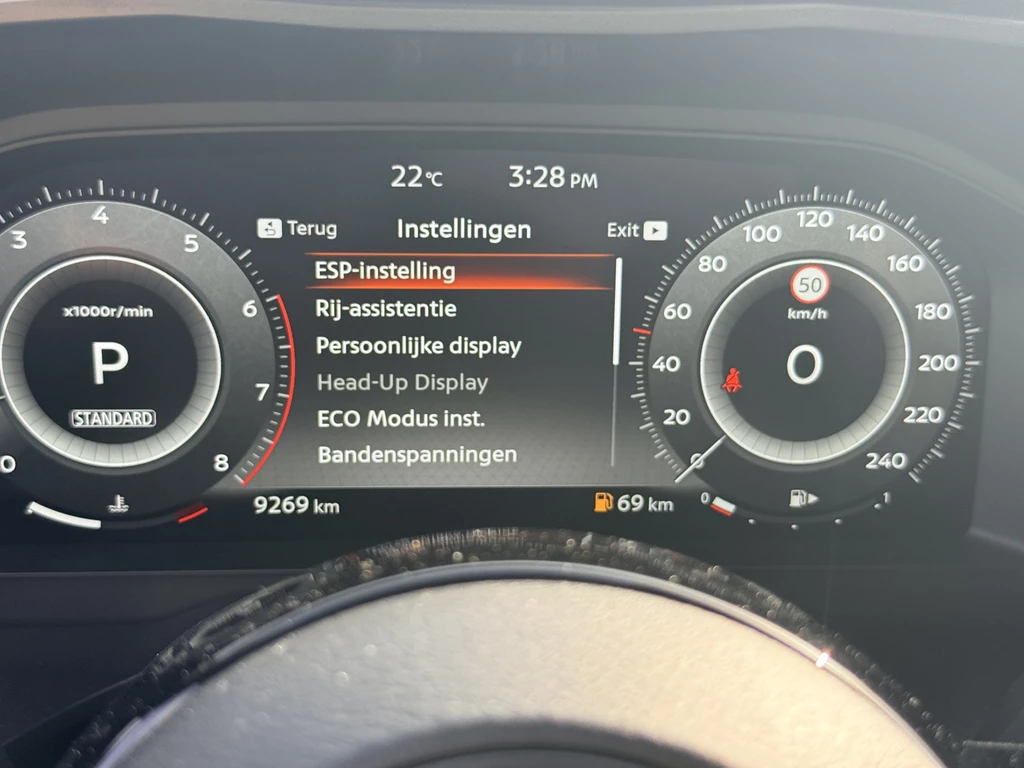 22°C 3:28 PM
Terug Instellingen Exit
ESP-instelling
Rij-assistentie
Persoonlijke display
Head-Up Display
ECO Modus inst.
Bandenspanningen
9269 km 69 km
3 4 5 6 7 8
x1000r/min
P
STANDARD
0
0 20 40 60 80 100 120 140 160 180 200 220 240
50
km/h
0
0 1